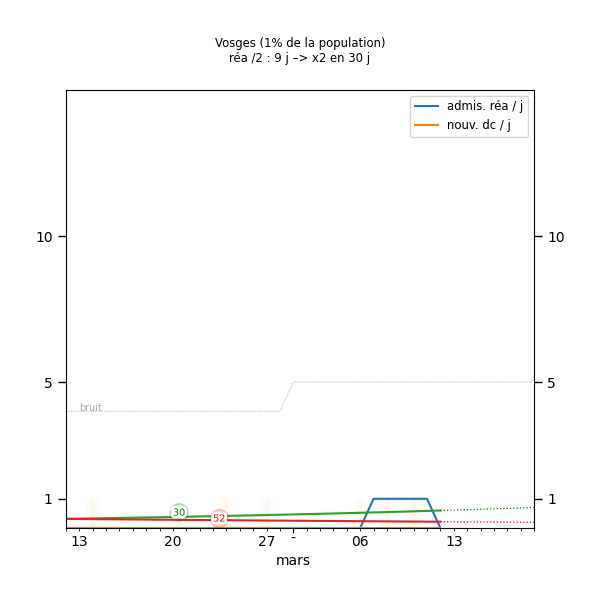 Vosges (1% de la population)
réa /2 : 9 j –> x2 en 30 j
admis. réa / j
nouv. dc / j
10
10
5
5
bruit
1
1
30
52
13
20
27
-
06
13
mars